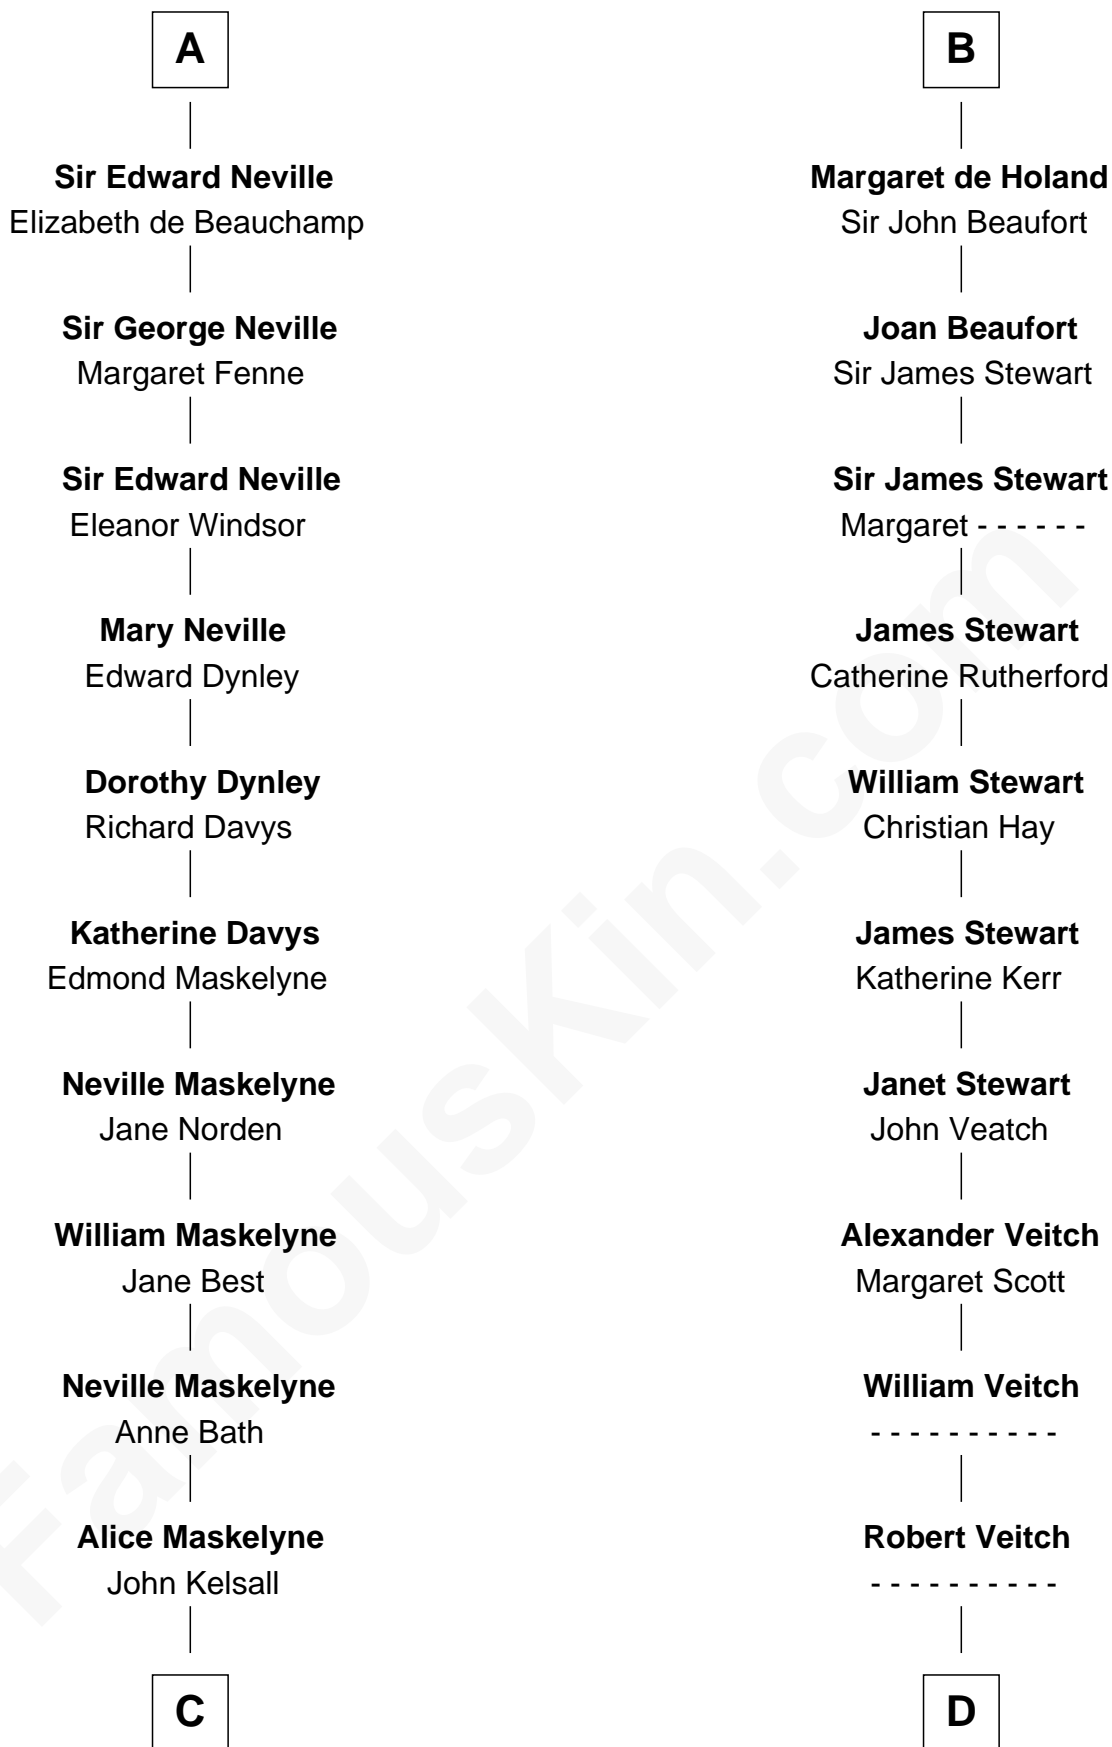 A
Sir Edward Neville
Elizabeth de Beauchamp
Sir George Neville
Margaret Fenne
Sir Edward Neville
Eleanor Windsor
Mary Neville
Edward Dynley
Dorothy Dynley
Richard Davys
Katherine Davys
Edmond Maskelyne
Neville Maskelyne
Jane Norden
William Maskelyne
Jane Best
Neville Maskelyne
Anne Bath
Alice Maskelyne
John Kelsall
C
B
Margaret de Holand
Sir John Beaufort
Joan Beaufort
Sir James Stewart
Sir James Stewart
Margaret - - - - - -
James Stewart
Catherine Rutherford
William Stewart
Christian Hay
James Stewart
Katherine Kerr
Janet Stewart
John Veatch
Alexander Veitch
Margaret Scott
William Veitch
- - - - - - - - - -
Robert Veitch
- - - - - - - - - -
D
FamousKin.com